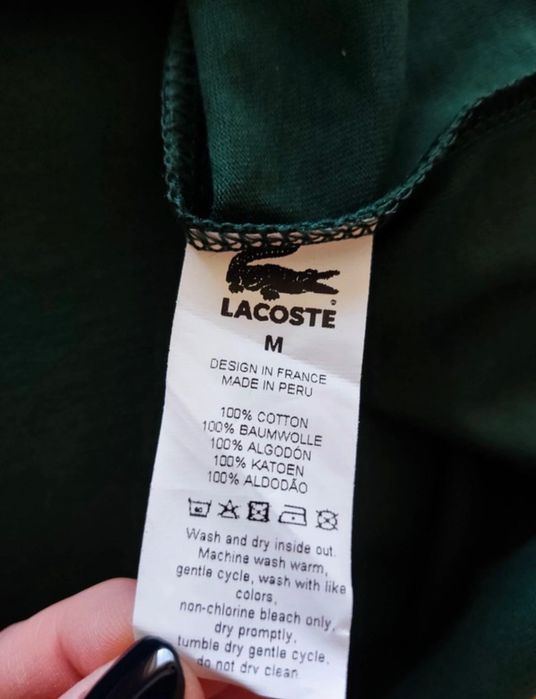 LACOSTE
M
DESIGN IN FRANCE
MADE IN PERU
100% COTTON
100% BAUMWOLLE
100% ALGODÓN
100% KATOEN
100% ALDODÃO
Wash and dry inside out.
Machine wash warm,
gentle cycle, wash with like
colors,
non-chlorine bleach only,
dry promptly,
tumble dry gentle cycle,
do not dry clean